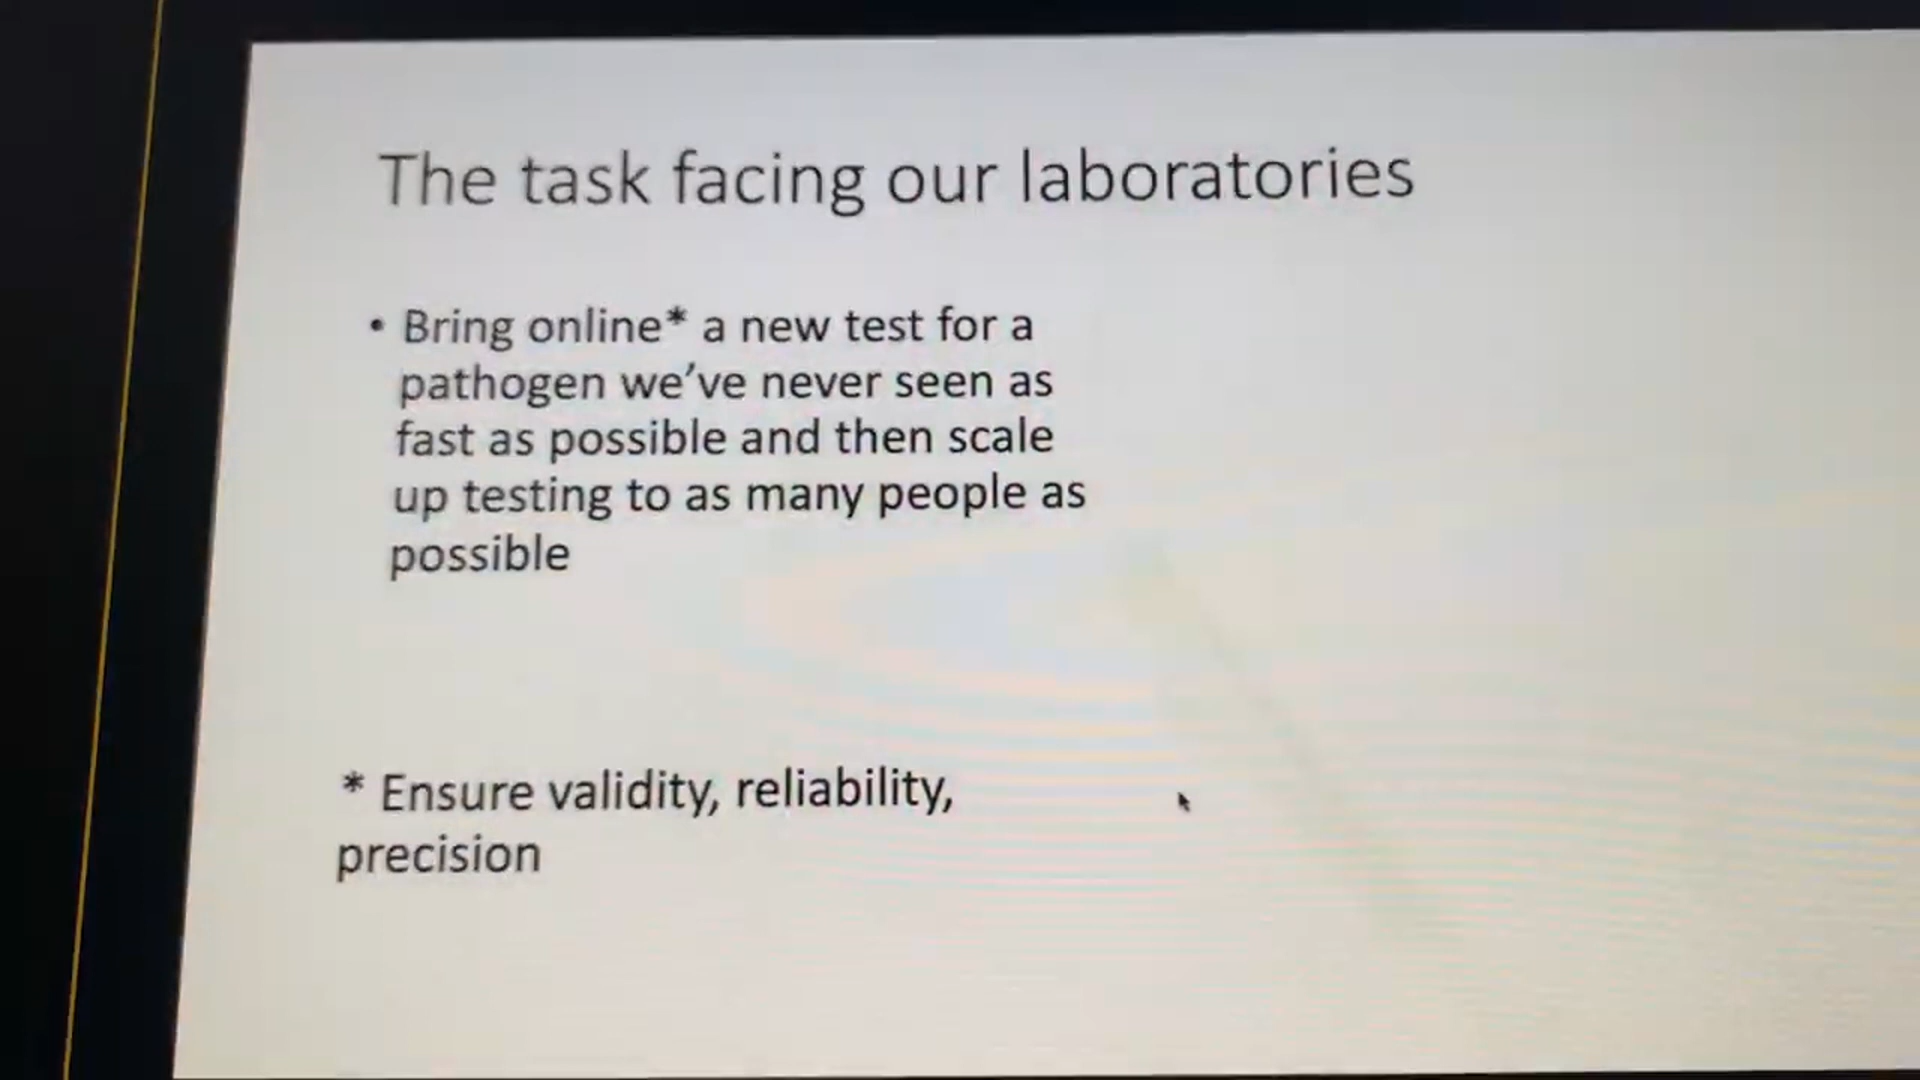 The task facing our laboratories
• Bring online* a new test for a
pathogen we've never seen as
fast as possible and then scale
up testing to as many people as
possible
* Ensure validity, reliability,
precision